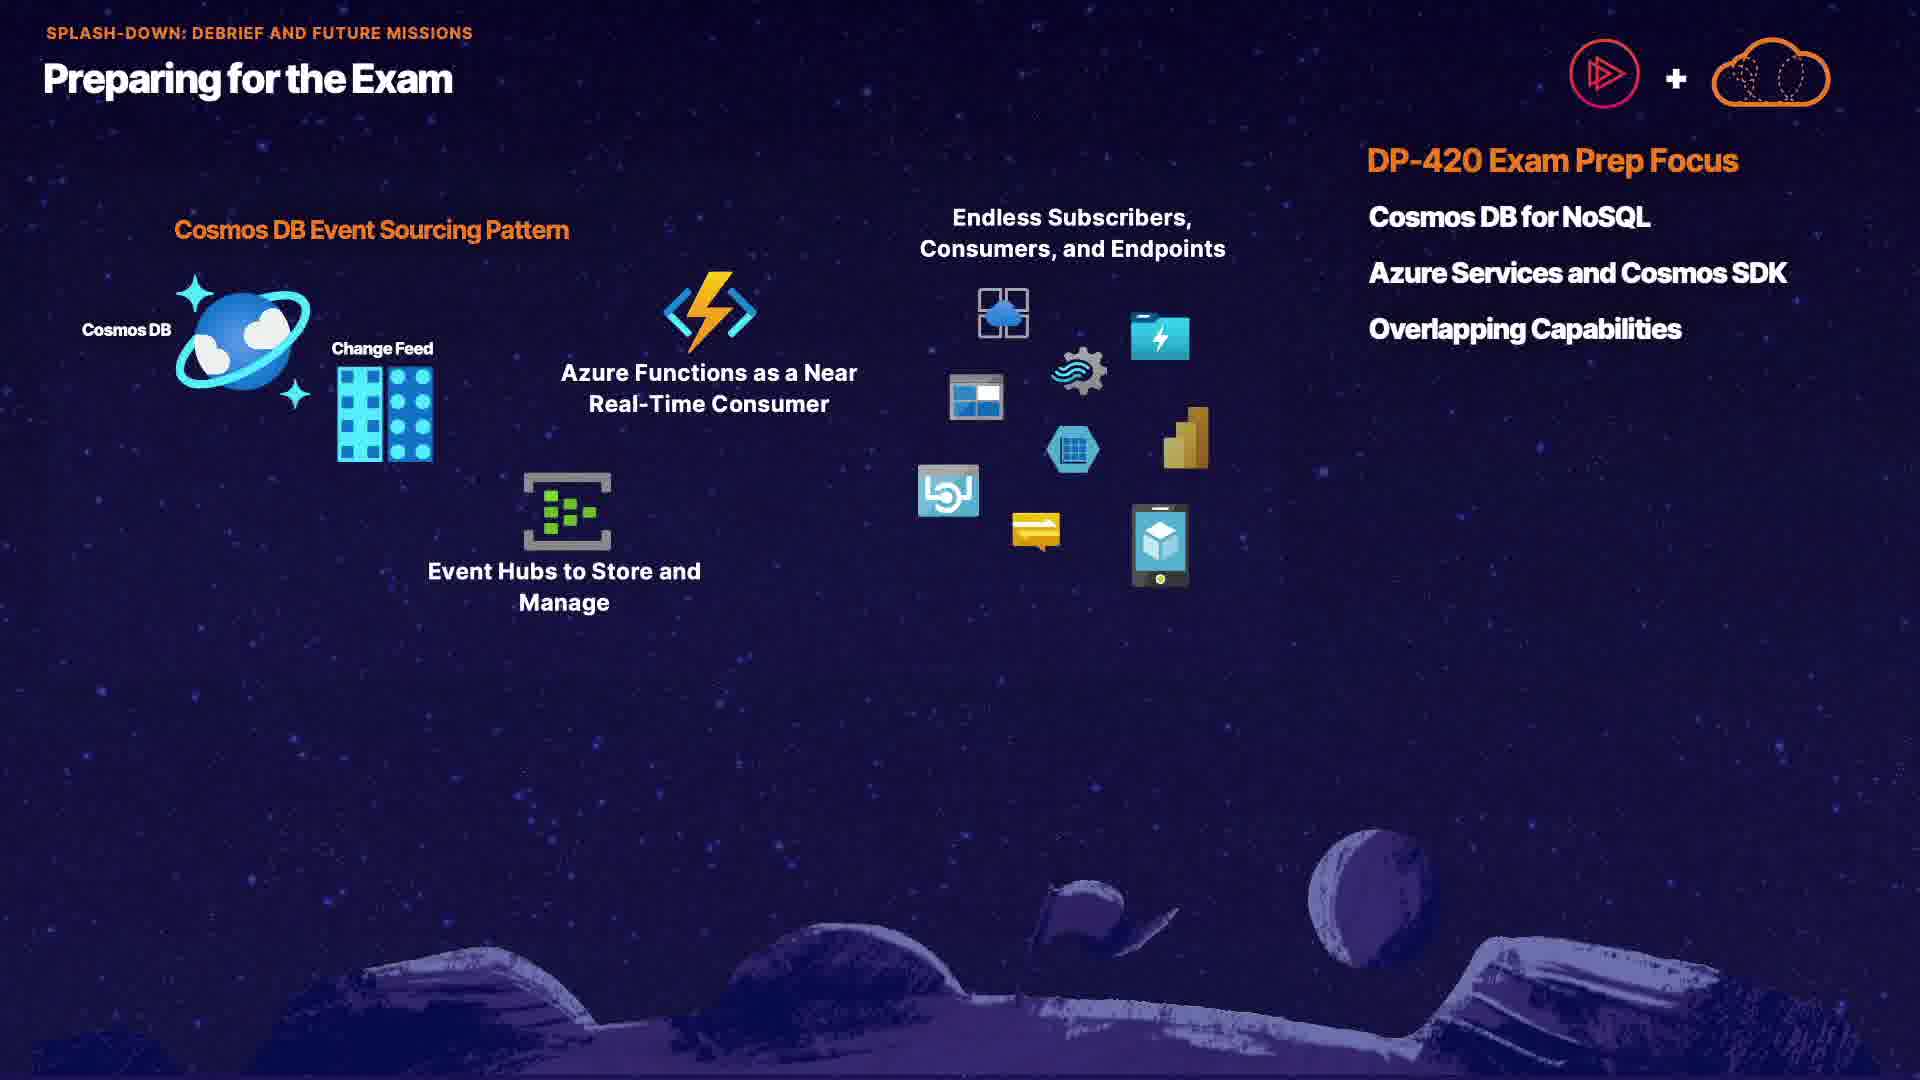 SPLASH-DOWN: DEBRIEF AND FUTURE MISSIONS
Preparing for the Exam
Cosmos DB Event Sourcing Pattern
Cosmos DB
Change Feed
Azure Functions as a Near
Real-Time Consumer
Event Hubs to Store and
Manage
Endless Subscribers,
Consumers, and Endpoints
DP-420 Exam Prep Focus
Cosmos DB for NoSQL
Azure Services and Cosmos SDK
Overlapping Capabilities